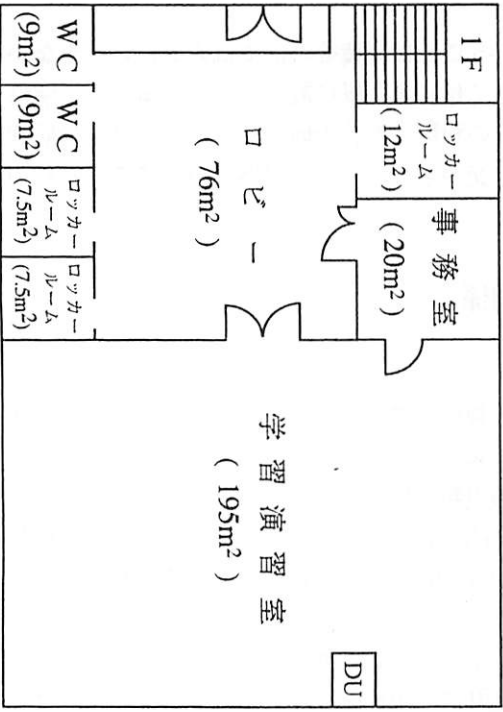 1F
ロッカー
ルーム
(12m²)
事務室
(20m²)
ロビー
(76m²)
WC
(9m²)
WC
(9m²)
ロッカー
ルーム
(7.5m²)
ロッカー
ルーム
(7.5m²)
学習演習室
(195m²)
DU